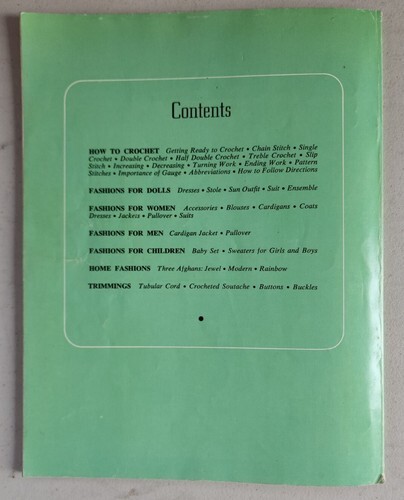 Contents
HOW TO CROCHET Getting Ready to Crochet • Chain Stitch • Single
Crochet • Double Crochet • Half Double Crochet • Treble Crochet • Slip
Stitch • Increasing • Decreasing • Turning Work • Ending Work • Pattern
Stitches • Importance of Gauge • Abbreviations • How to Follow Directions
FASHIONS FOR DOLLS Dresses • Stole • Sun Outfit • Suit • Ensemble
FASHIONS FOR WOMEN Accessories • Blouses • Cardigans • Coats
Dresses • Jackets • Pullover • Suits
FASHIONS FOR MEN Cardigan Jacket • Pullover
FASHIONS FOR CHILDREN Baby Set • Sweaters for Girls and Boys
HOME FASHIONS Three Afghans: Jewel • Modern • Rainbow
TRIMMINGS Tubular Cord • Crocheted Soutache • Buttons • Buckles